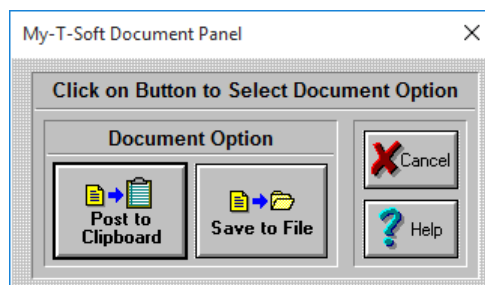 My-T-Soft Document Panel
Click on Button to Select Document Option
Document Option
Post to
Clipboard
Save to File
Cancel
Help